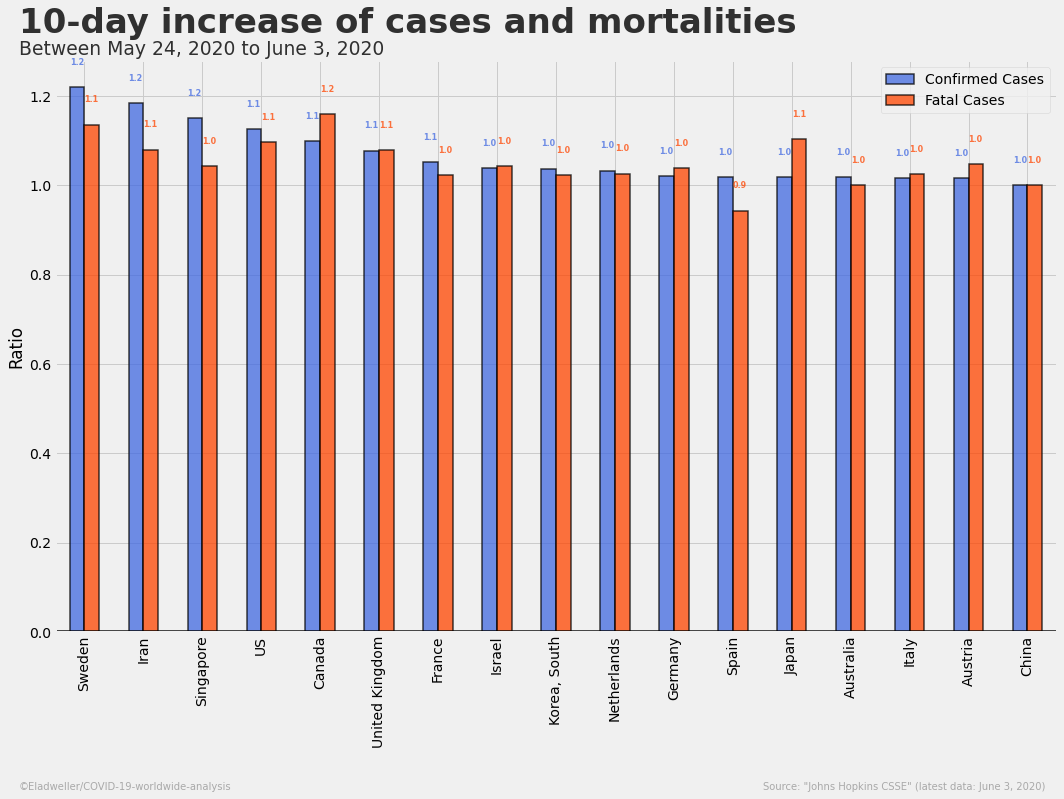 10-day increase of cases and mortalities
Between May 24, 2020 to June 3, 2020
Confirmed Cases
Fatal Cases
1.2 1.1 1.2 1.1 1.2 1.0 1.1 1.1 1.1 1.2 1.1 1.1 1.1 1.0 1.0 1.0 1.0 1.0 1.0 1.0 1.0 1.0 1.0 0.9 1.0 1.1 1.0 1.0 1.0 1.0 1.0 1.0 1.0 1.0
Ratio
1.2
1.0
0.8
0.6
0.4
0.2
0.0
Sweden
Iran
Singapore
US
Canada
United Kingdom
France
Israel
Korea, South
Netherlands
Germany
Spain
Japan
Australia
Italy
Austria
China
©Eladweller/COVID-19-worldwide-analysis
Source: "Johns Hopkins CSSE" (latest data: June 3, 2020)